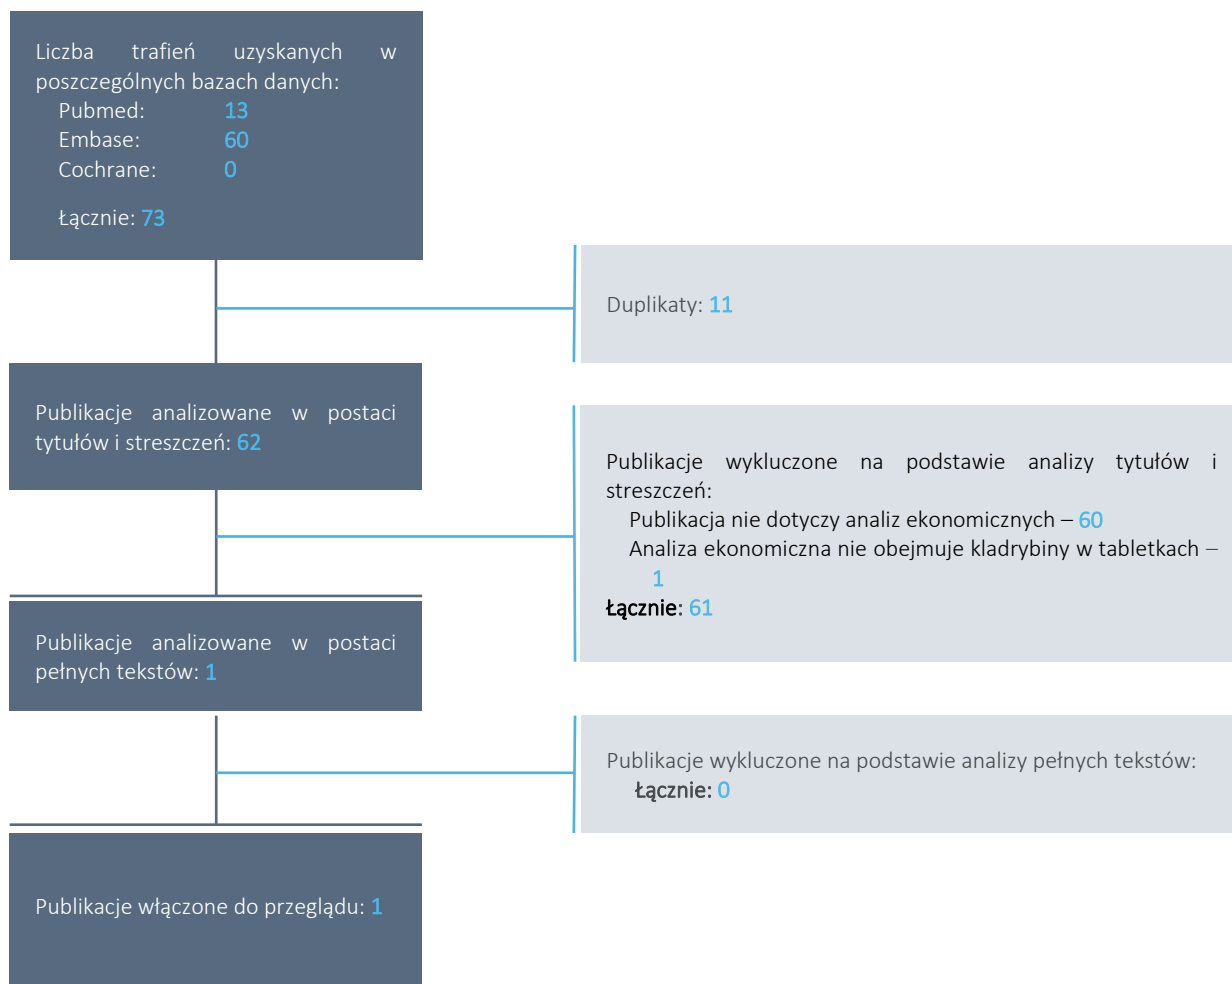 Liczba trafień uzyskanych w
poszczególnych bazach danych:
Pubmed: 13
Embase: 60
Cochrane: 0
Łącznie: 73
Duplikaty: 11
Publikacje analizowane w postaci
tytułów i streszczeń: 62
Publikacje wykluczone na podstawie analizy tytułów i
streszczeń:
Publikacja nie dotyczy analiz ekonomicznych – 60
Analiza ekonomiczna nie obejmuje kladrybiny w tabletkach –
1
Łącznie: 61
Publikacje analizowane w postaci
pełnych tekstów: 1
Publikacje wykluczone na podstawie analizy pełnych tekstów:
Łącznie: 0
Publikacje włączone do przeglądu: 1